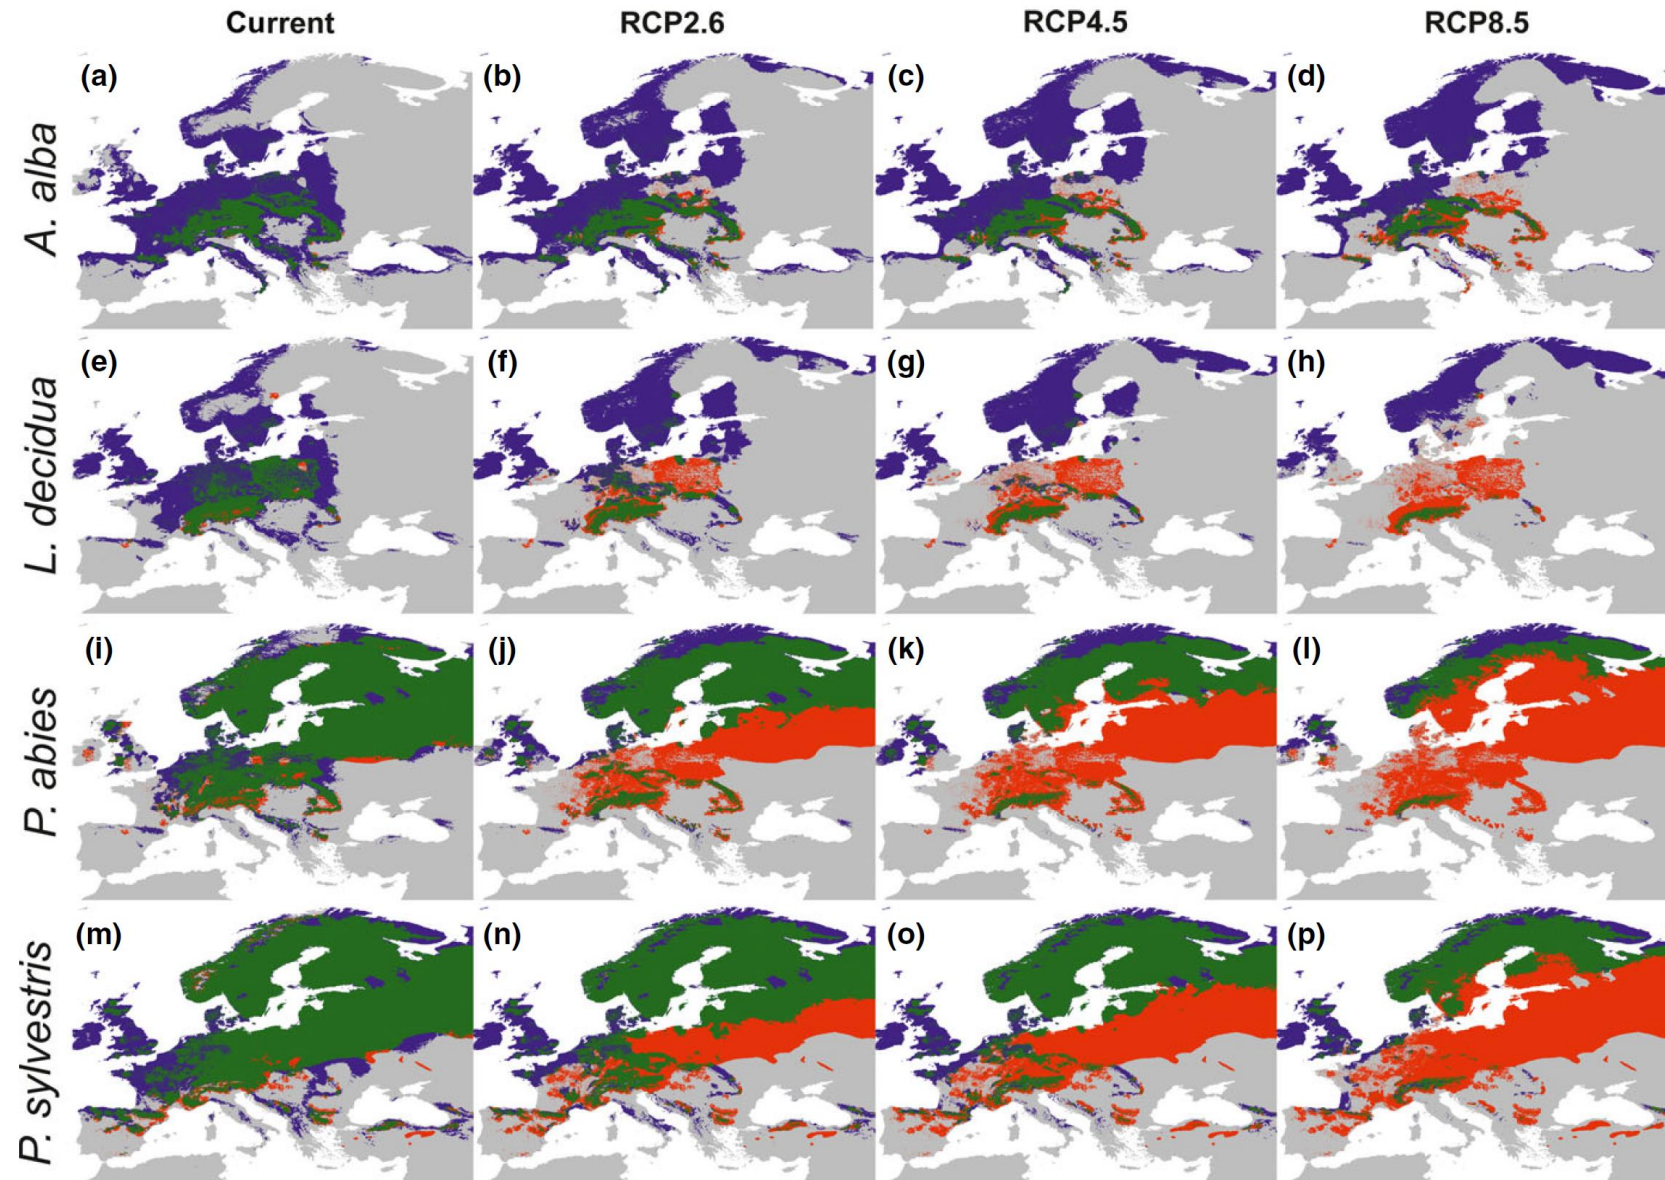 Current RCP2.6 RCP4.5 RCP8.5
A. alba (a) (b) (c) (d)
L. decidua (e) (f) (g) (h)
P. abies (i) (j) (k) (l)
P. sylvestris (m) (n) (o) (p)